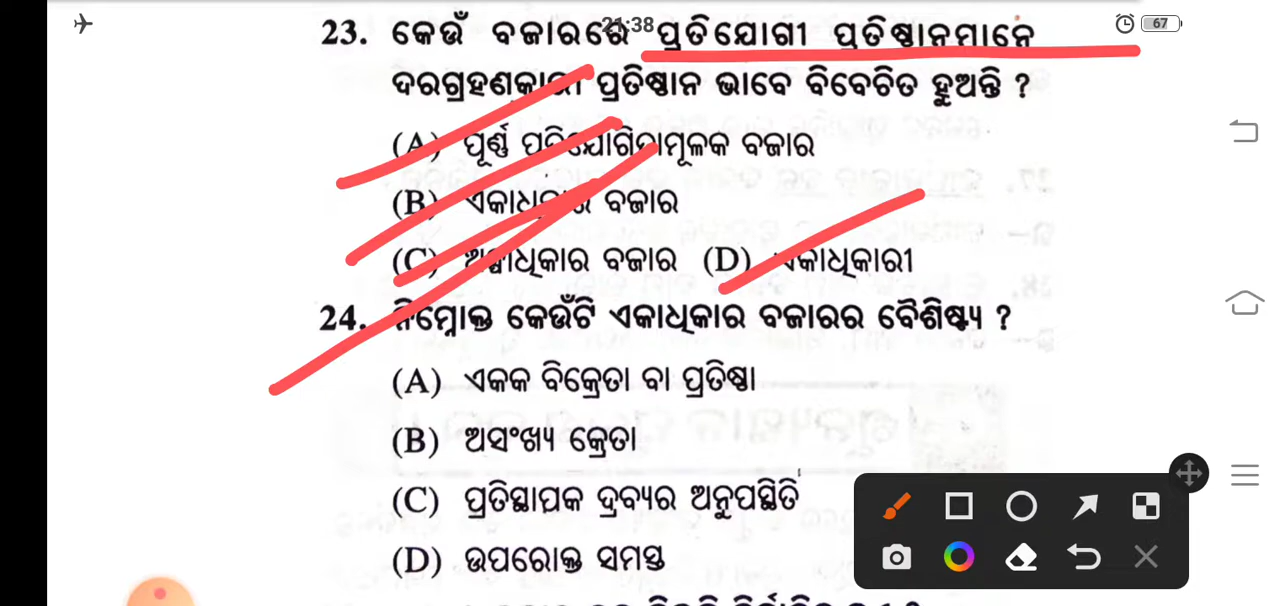 21:38
67
23. କେଉଁ ବଜାରରେ ପ୍ରତିଯୋଗୀ ପ୍ରତିଷ୍ଠାନମାନେ
ଦରଗ୍ରହଣକାରୀ ପ୍ରତିଷ୍ଠାନ ଭାବେ ବିବେଚିତ ହୁଅନ୍ତି ?
(A) ପୂର୍ଣ୍ଣ ପ୍ରତିଯୋଗିତାମୂଳକ ବଜାର
(B) ଏକାଧିକାର ବଜାର
(C) ଅଳ୍ପାଧିକାର ବଜାର (D) ଏକାଧିକାରୀ
24. ନିମ୍ନୋକ୍ତ କେଉଁଟି ଏକାଧିକାର ବଜାରର ବୈଶିଷ୍ଟ୍ୟ ?
(A) ଏକକ ବିକ୍ରେତା ବା ପ୍ରତିଷ୍ଠା
(B) ଅସଂଖ୍ୟ କ୍ରେତା
(C) ପ୍ରତିସ୍ଥାପକ ଦ୍ରବ୍ୟର ଅନୁପସ୍ଥିତି
(D) ଉପରୋକ୍ତ ସମସ୍ତ